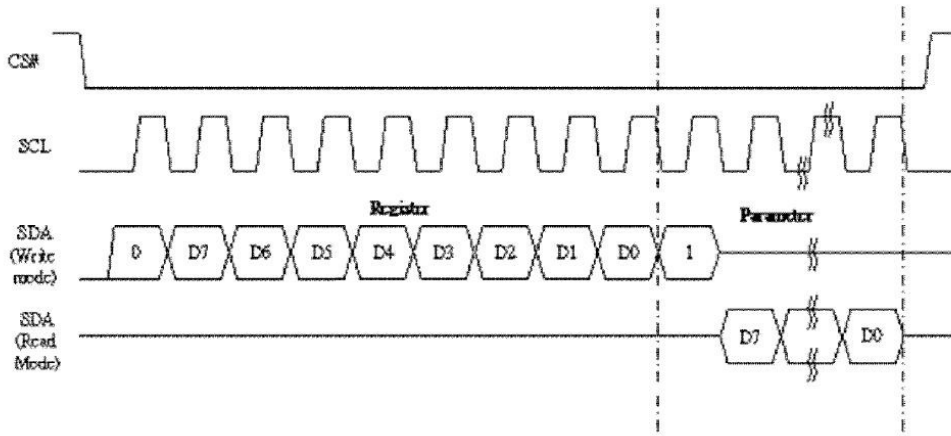 CS#
SCL
Register
Parameter
SDA
(Write
mode)
0 D7 D6 D5 D4 D3 D2 D1 D0 1
SDA
(Read
Mode)
D7 D0